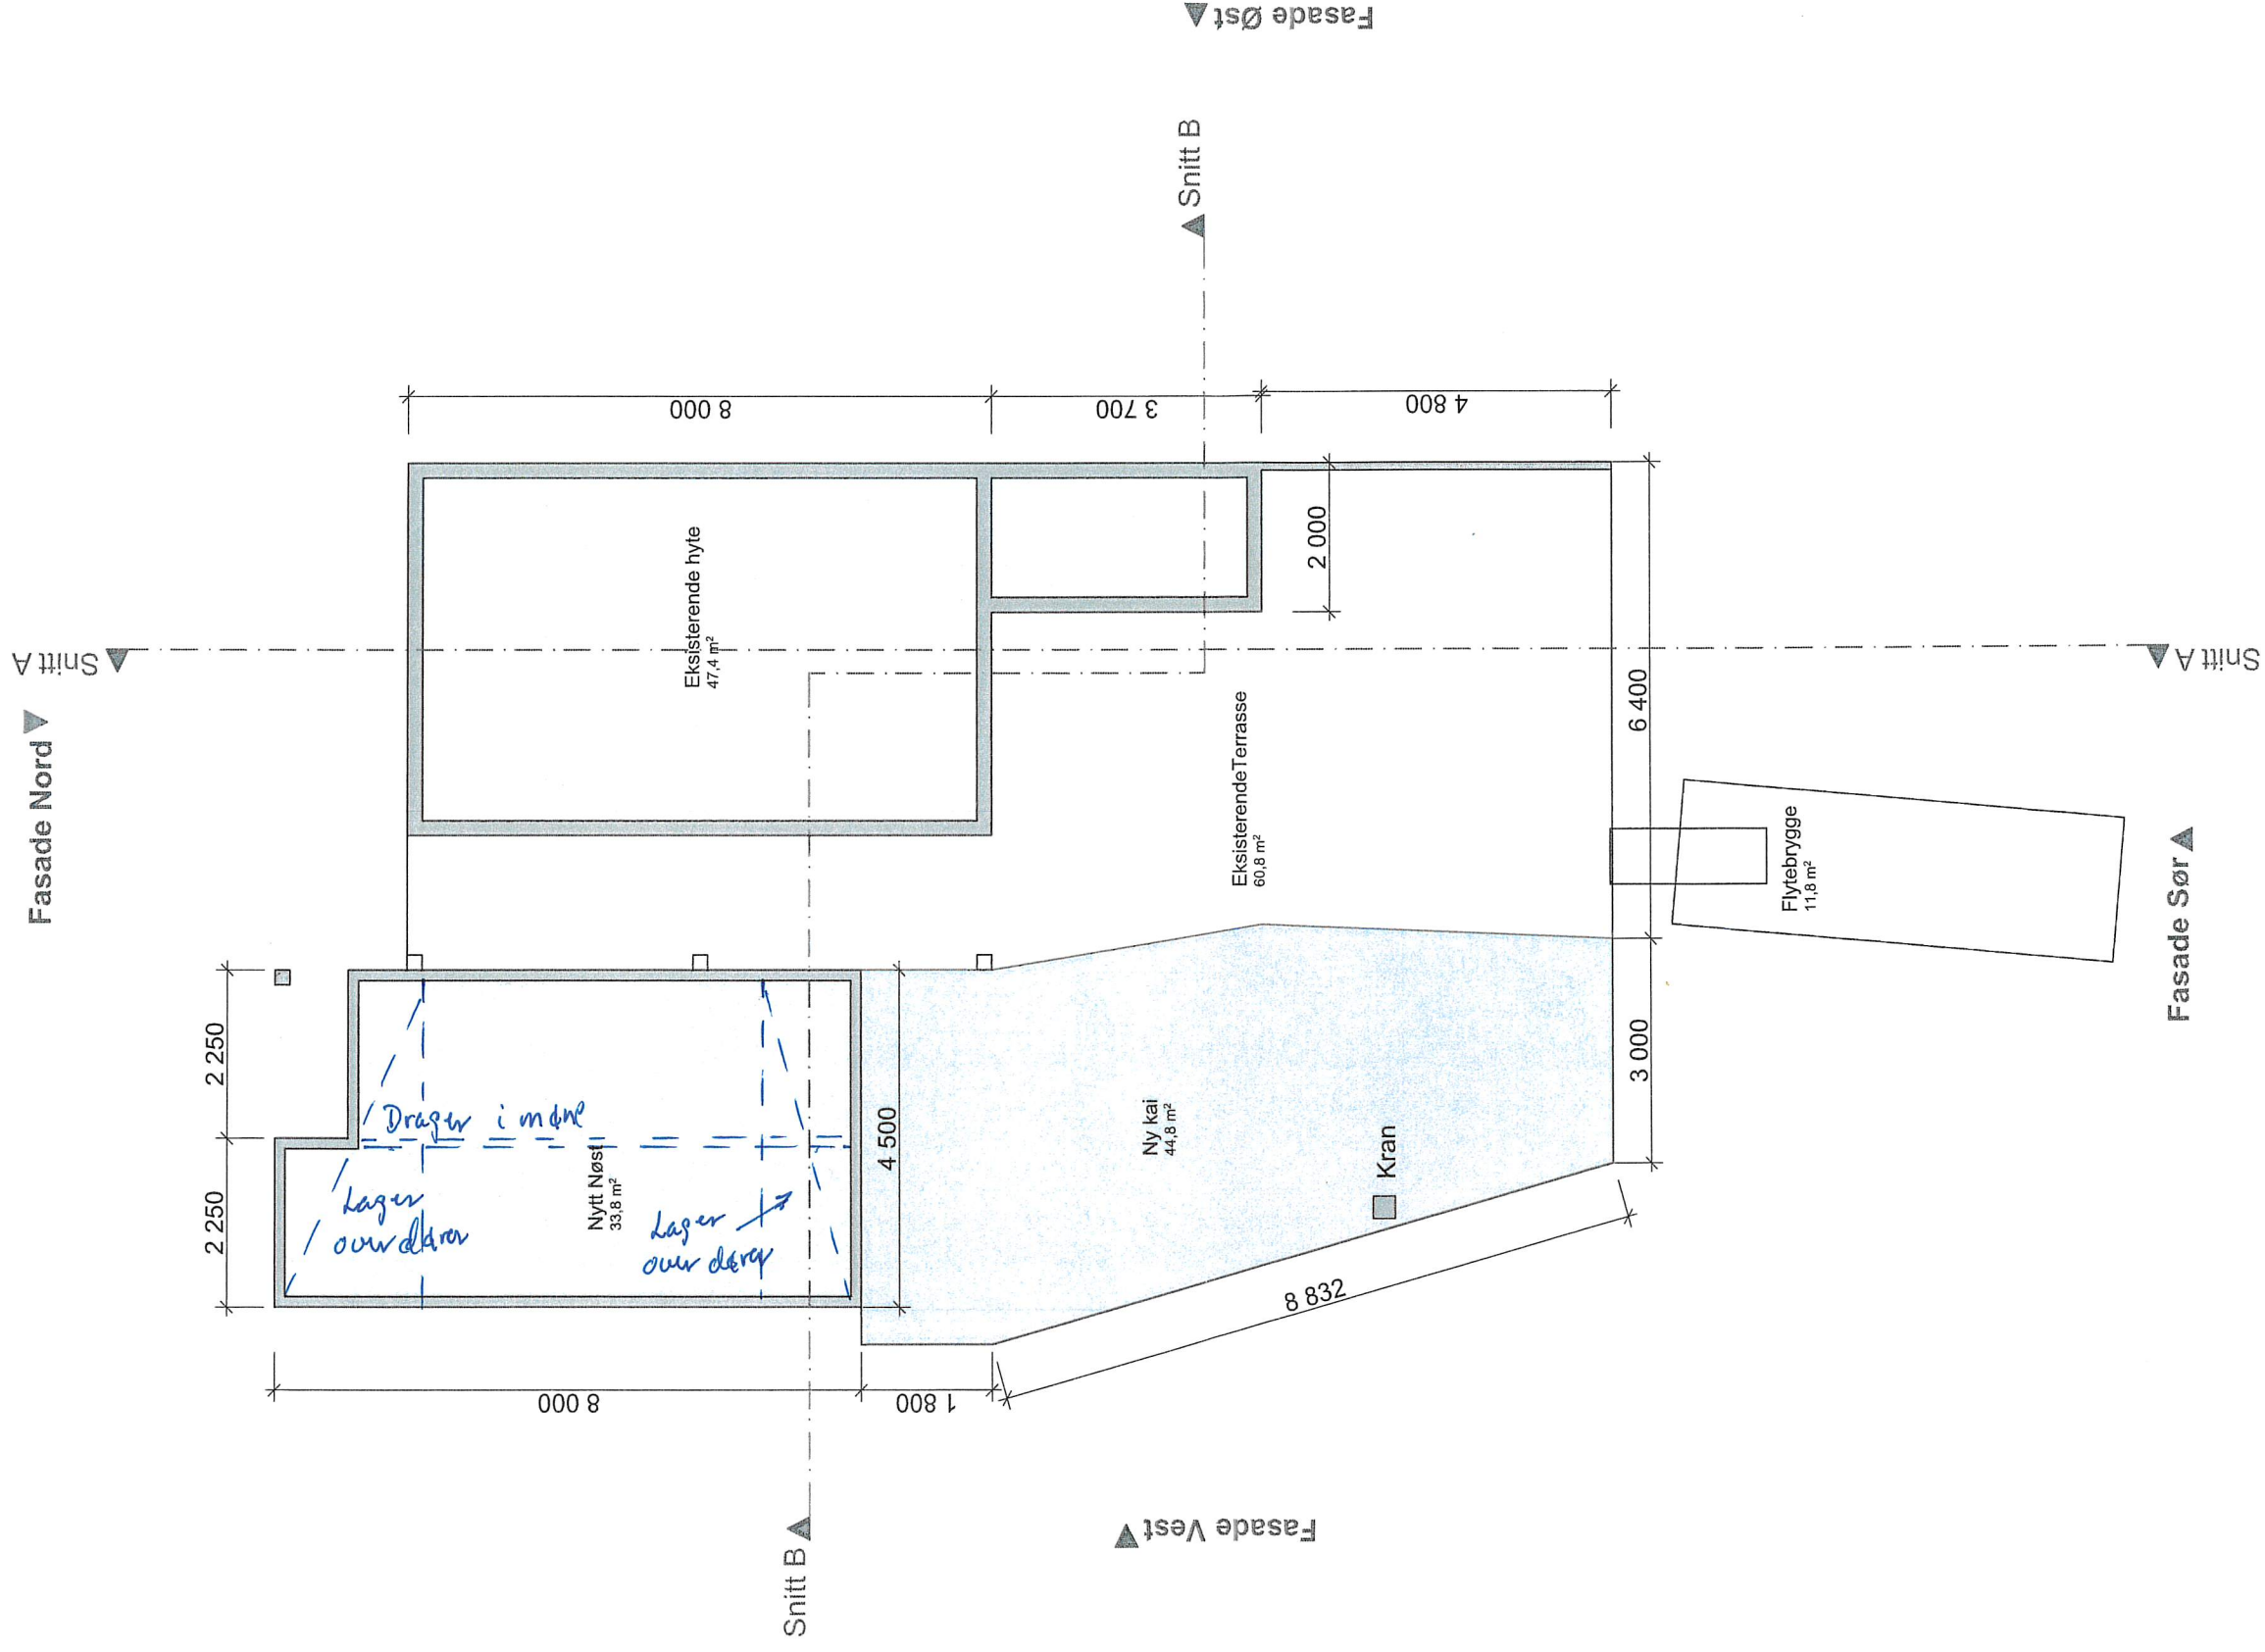 Fasade Øst
Snitt B
8 000
3 700
4 800
Eksisterende hyte
47,4 m²
2 000
Snitt A
Snitt A
Fasade Nord
6 400
EksisterendeTerrasse
60,8 m²
Flytebrygge
11,8 m²
Fasade Sør
2 250
2 250
Drager i møne
Nytt Nøst
33,8 m²
Lager
over dører
Lager
over dører
4 500
Ny kai
44,8 m²
Kran
3 000
8 832
8 000
1 800
Snitt B
Fasade Vest